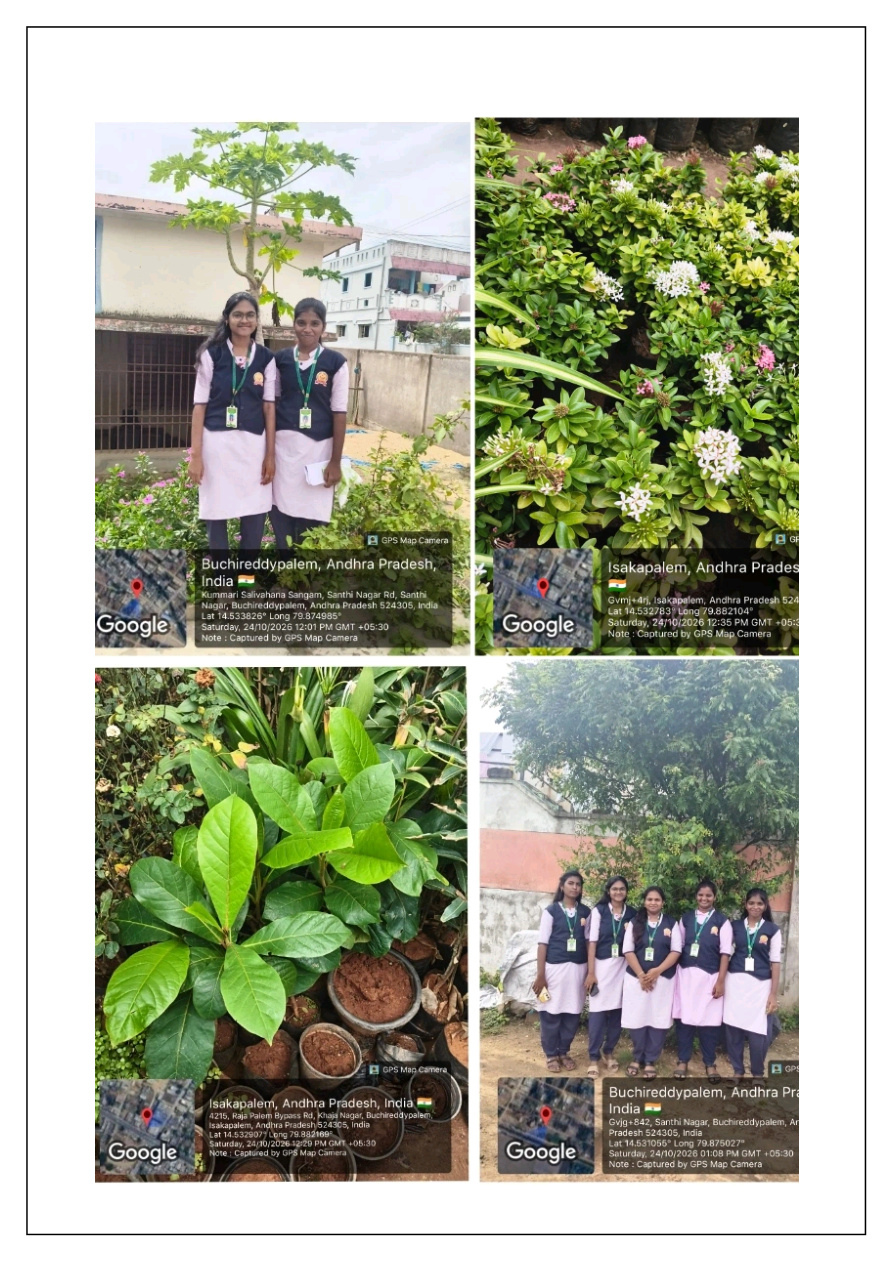 GPS Map Camera
Buchireddypalem, Andhra Pradesh,
India
Kummari Salivahana Sangam, Santhi Nagar Rd, Santhi
Nagar, Buchireddypalem, Andhra Pradesh 524305, India
Lat 14.533826° Long 79.874985°
Saturday, 24/10/2026 12:01 PM GMT +05:30
Note : Captured by GPS Map Camera
Google
GPS
Isakapalem, Andhra Prades
Gvmj+4rj, Isakapalem, Andhra Pradesh 524
Lat 14.532783° Long 79.882104°
Saturday, 24/10/2026 12:35 PM GMT +05:3
Note : Captured by GPS Map Camera
Google
GPS Map Camera
Isakapalem, Andhra Pradesh, India
4215, Raja Palem Bypass Rd, Khaja Nagar, Buchireddypalem,
Isakapalem, Andhra Pradesh 524305, India
Lat 14.532907° Long 79.882169°
Saturday, 24/10/2026 12:29 PM GMT +05:30
Note : Captured by GPS Map Camera
Google
GPS
Buchireddypalem, Andhra Pra
India
Gvjg+842, Santhi Nagar, Buchireddypalem, An
Pradesh 524305, India
Lat 14.531055° Long 79.875027°
Saturday, 24/10/2026 01:08 PM GMT +05:30
Note : Captured by GPS Map Camera
Google